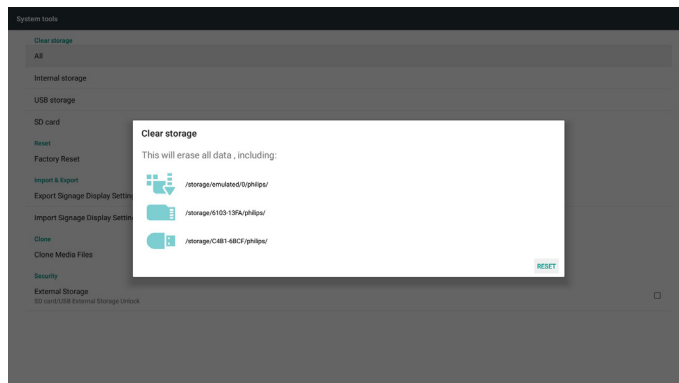 System tools
Clear storage
All
Internal storage
USB storage
SD card
Reset
Factory Reset
Import & Export
Export Signage Display Setting
Import Signage Display Settin
Clone
Clone Media Files
Security
External Storage
SD card/USB External Storage Unlock
Clear storage
This will erase all data , including:
/storage/emulated/0/philips/
/storage/6103-13FA/philips/
/storage/C4B1-6BCF/philips/
RESET